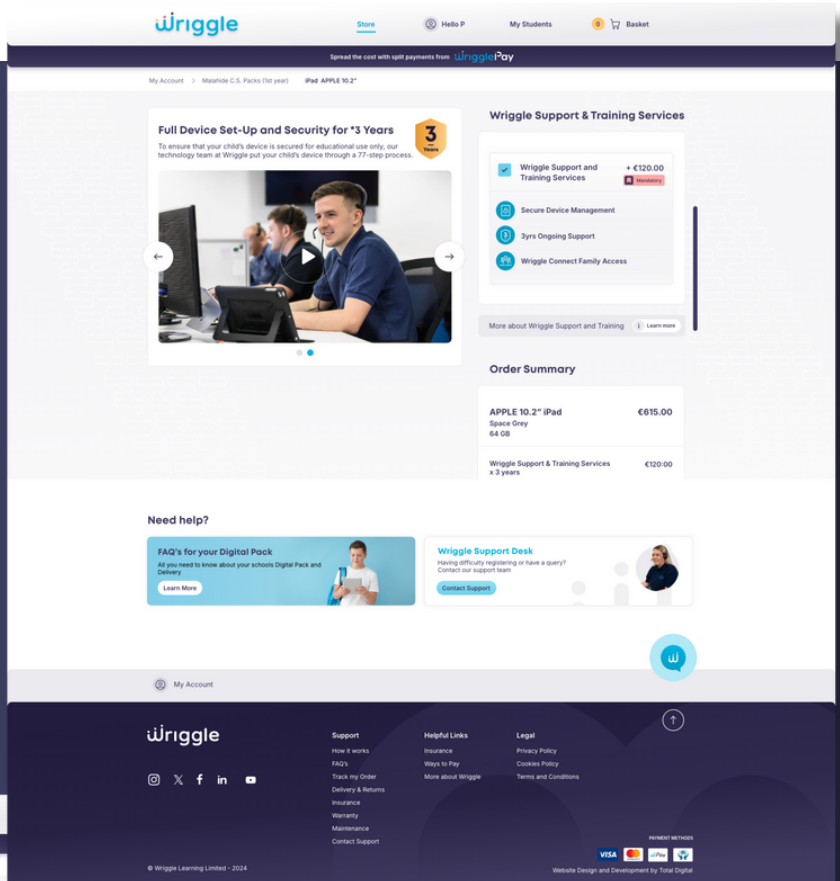 wriggle
Store
Hello P
My Students
0
Basket
Spread the cost with split payments from wrigglePay
My Account > Malahide C.S. Packs (1st year) iPad APPLE 10.2"
Full Device Set-Up and Security for *3 Years
To ensure that your child's device is secured for educational use only, our
technology team at Wriggle put your child's device through a 77-step process.
3
Years
Wriggle Support & Training Services
Wriggle Support and
Training Services
+ €120.00
Mandatory
Secure Device Management
3yrs Ongoing Support
Wriggle Connect Family Access
More about Wriggle Support and Training
Learn more
Order Summary
APPLE 10.2" iPad €615.00
Space Grey
64 GB
Wriggle Support & Training Services €120:00
x 3 years
Need help?
FAQ's for your Digital Pack
All you need to know about your schools Digital Pack and
Delivery
Learn More
Wriggle Support Desk
Having difficulty registering or have a query?
Contact our support team
Contact Support
My Account
wriggle
Support
How it works
FAQ's
Track my Order
Delivery & Returns
Insurance
Warranty
Maintenance
Contact Support
Helpful Links
Insurance
Ways to Pay
More about Wriggle
Legal
Privacy Policy
Cookies Policy
Terms and Conditions
PAYMENT METHODS
VISA
Pay
© Wriggle Learning Limited - 2024
Website Design and Development by Total Digital